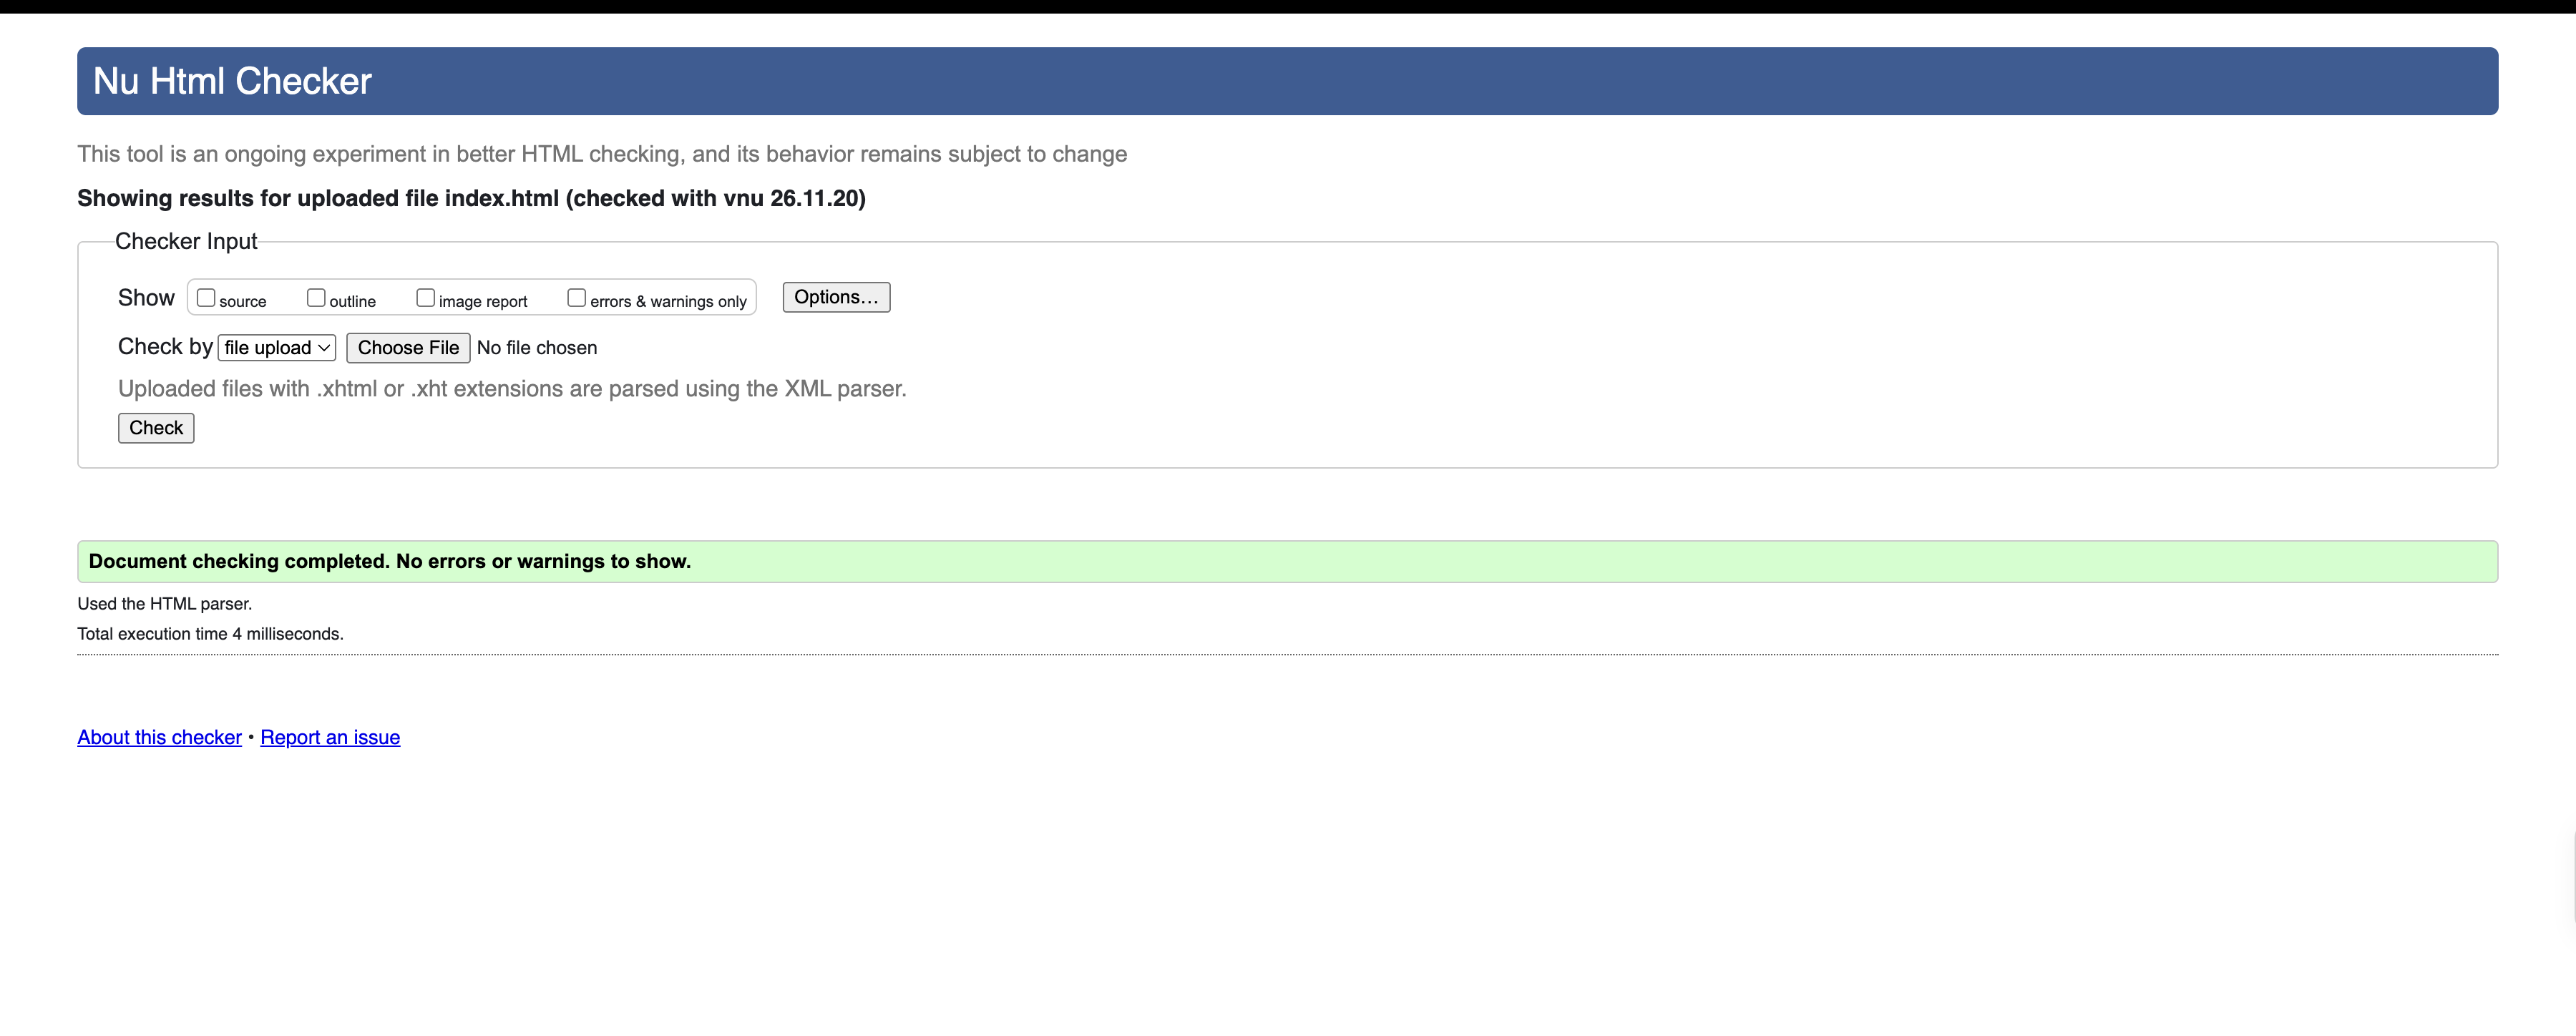 Nu Html Checker
This tool is an ongoing experiment in better HTML checking, and its behavior remains subject to change
Showing results for uploaded file index.html (checked with vnu 26.11.20)
Checker Input
Show source outline image report errors & warnings only Options…
Check by file upload Choose File No file chosen
Uploaded files with .xhtml or .xht extensions are parsed using the XML parser.
Check
Document checking completed. No errors or warnings to show.
Used the HTML parser.
Total execution time 4 milliseconds.
About this checker • Report an issue